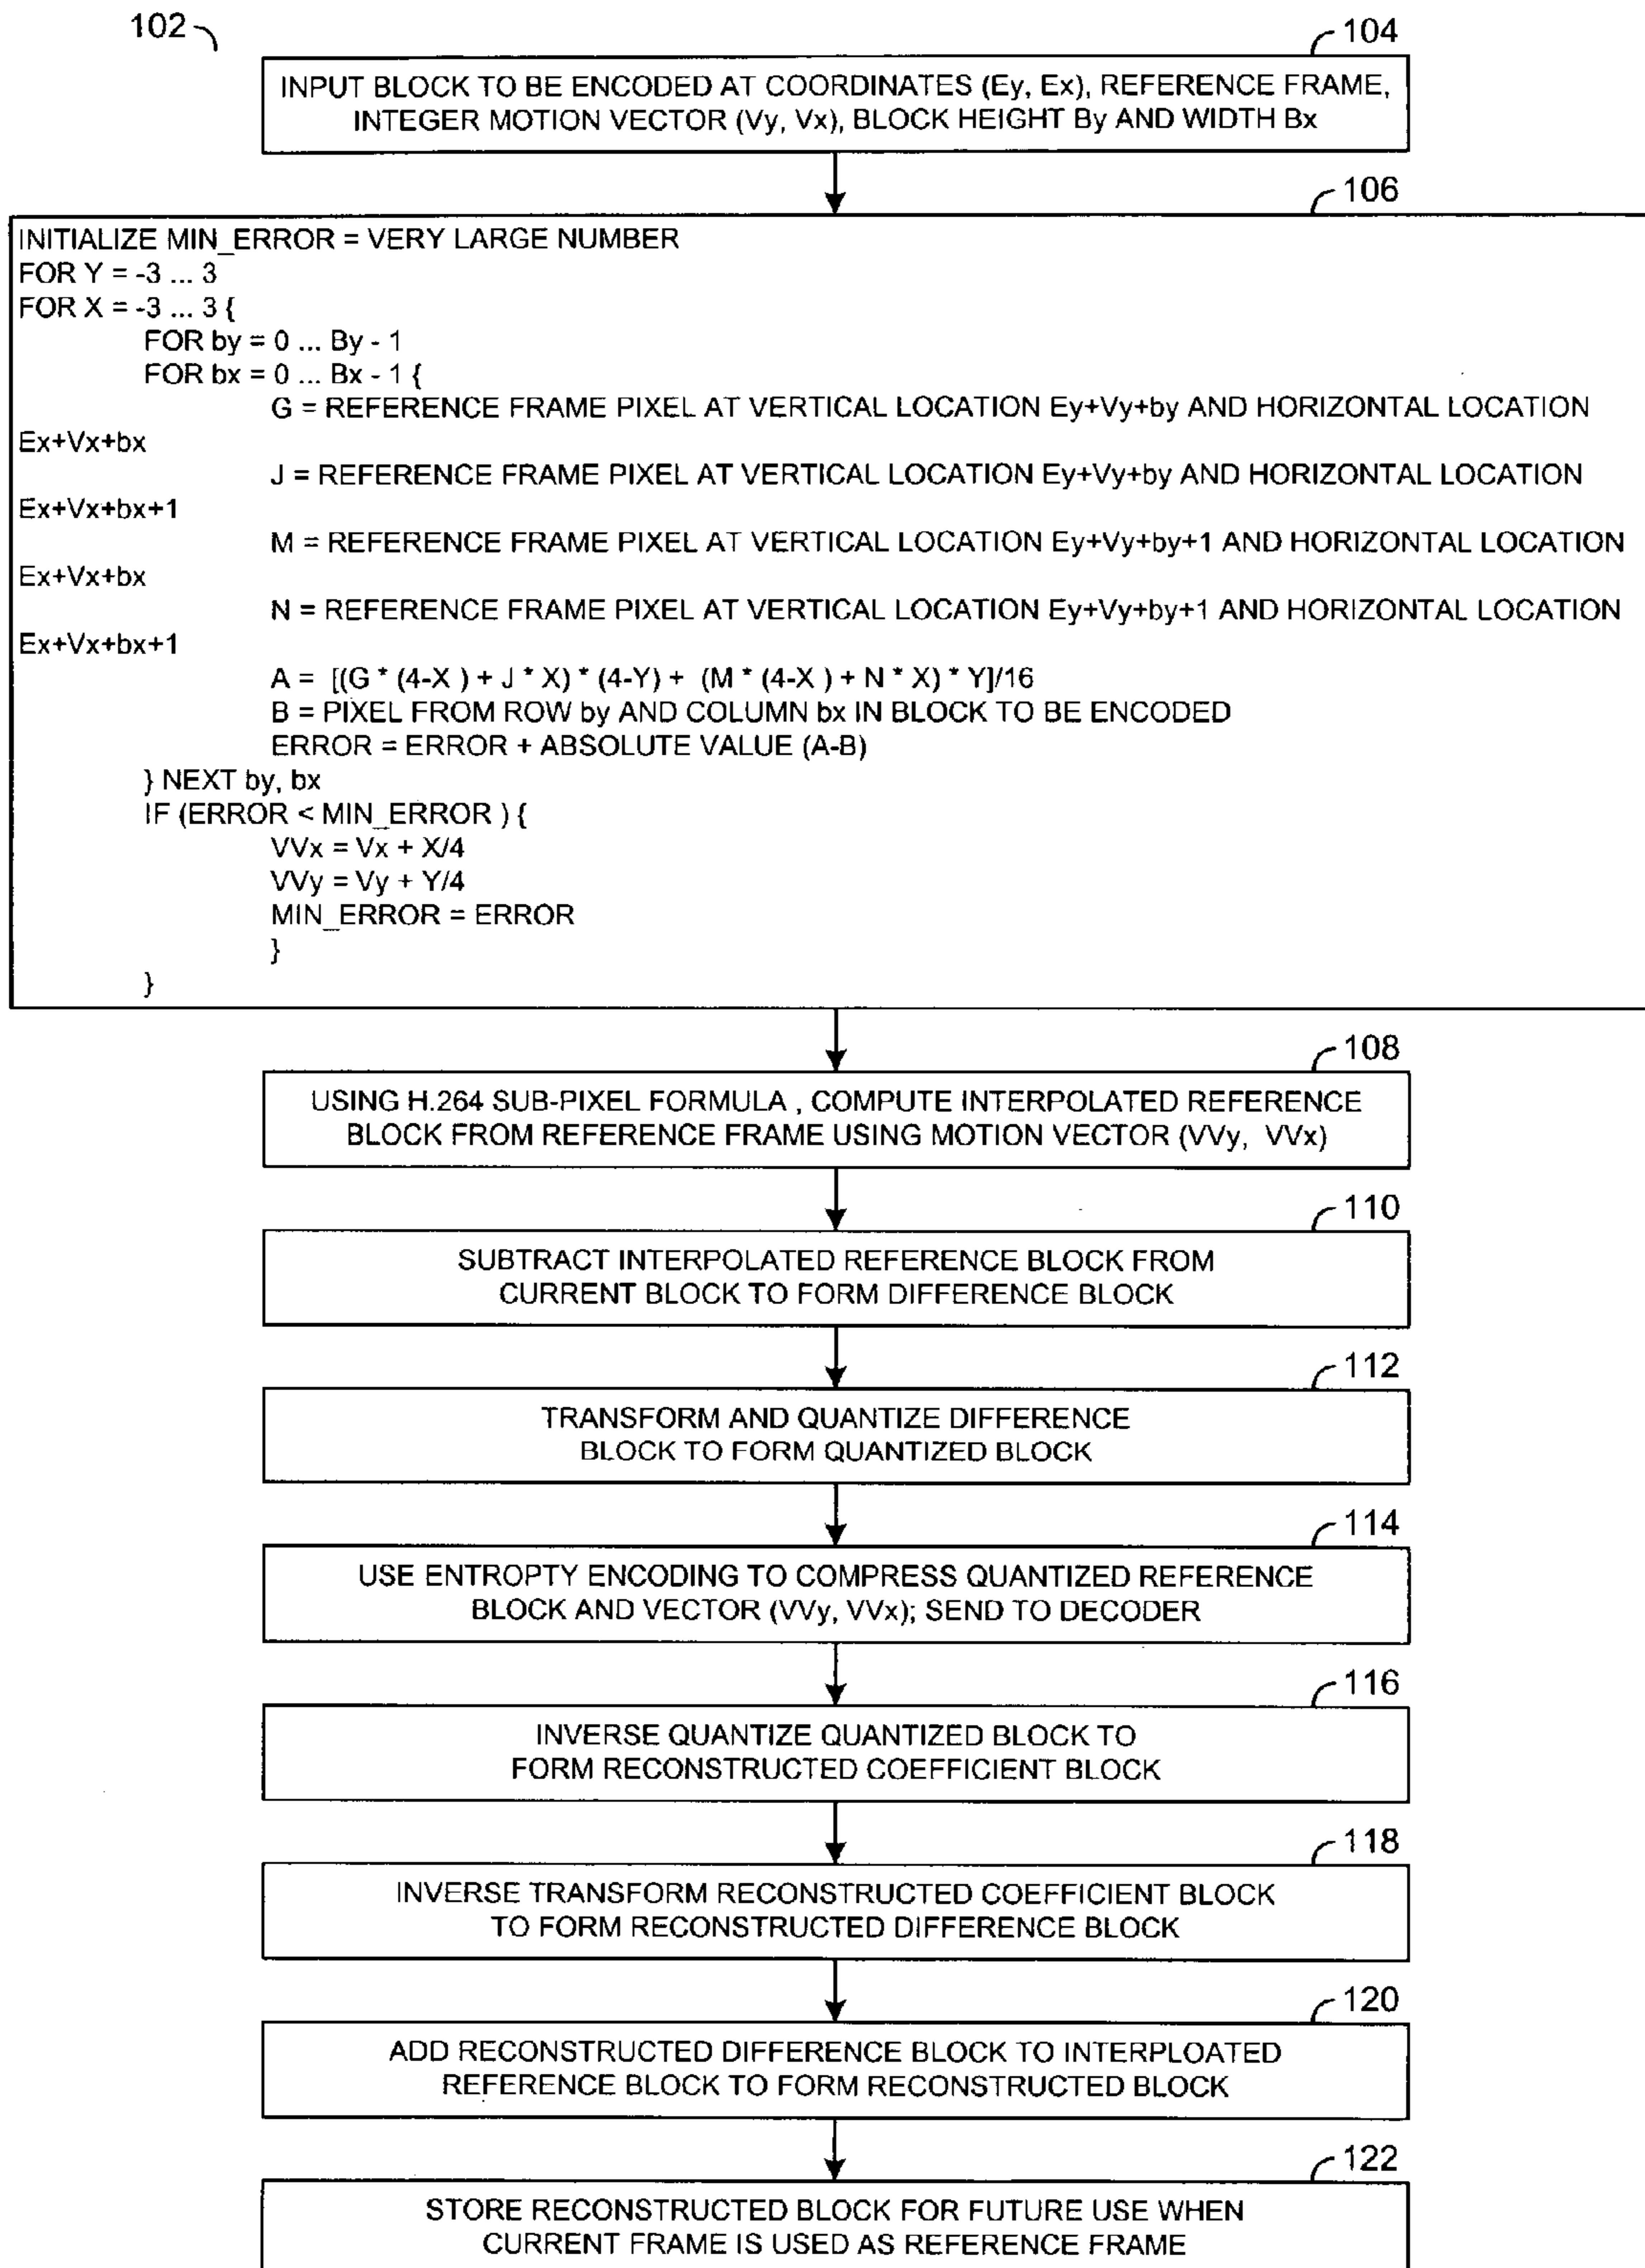 102
104
INPUT BLOCK TO BE ENCODED AT COORDINATES (Ey, Ex), REFERENCE FRAME,
INTEGER MOTION VECTOR (Vy, Vx), BLOCK HEIGHT By AND WIDTH Bx
106
INITIALIZE MIN_ERROR = VERY LARGE NUMBER
FOR Y = -3 ... 3
FOR X = -3 ... 3 {
FOR by = 0 ... By - 1
FOR bx = 0 ... Bx - 1 {
G = REFERENCE FRAME PIXEL AT VERTICAL LOCATION Ey+Vy+by AND HORIZONTAL LOCATION
Ex+Vx+bx
J = REFERENCE FRAME PIXEL AT VERTICAL LOCATION Ey+Vy+by AND HORIZONTAL LOCATION
Ex+Vx+bx+1
M = REFERENCE FRAME PIXEL AT VERTICAL LOCATION Ey+Vy+by+1 AND HORIZONTAL LOCATION
Ex+Vx+bx
N = REFERENCE FRAME PIXEL AT VERTICAL LOCATION Ey+Vy+by+1 AND HORIZONTAL LOCATION
Ex+Vx+bx+1
A = [(G * (4-X ) + J * X) * (4-Y) + (M * (4-X ) + N * X) * Y]/16
B = PIXEL FROM ROW by AND COLUMN bx IN BLOCK TO BE ENCODED
ERROR = ERROR + ABSOLUTE VALUE (A-B)
} NEXT by, bx
IF (ERROR < MIN_ERROR ) {
VVx = Vx + X/4
VVy = Vy + Y/4
MIN_ERROR = ERROR
}
}
108
USING H.264 SUB-PIXEL FORMULA , COMPUTE INTERPOLATED REFERENCE
BLOCK FROM REFERENCE FRAME USING MOTION VECTOR (VVy, VVx)
110
SUBTRACT INTERPOLATED REFERENCE BLOCK FROM
CURRENT BLOCK TO FORM DIFFERENCE BLOCK
112
TRANSFORM AND QUANTIZE DIFFERENCE
BLOCK TO FORM QUANTIZED BLOCK
114
USE ENTROPTY ENCODING TO COMPRESS QUANTIZED REFERENCE
BLOCK AND VECTOR (VVy, VVx); SEND TO DECODER
116
INVERSE QUANTIZE QUANTIZED BLOCK TO
FORM RECONSTRUCTED COEFFICIENT BLOCK
118
INVERSE TRANSFORM RECONSTRUCTED COEFFICIENT BLOCK
TO FORM RECONSTRUCTED DIFFERENCE BLOCK
120
ADD RECONSTRUCTED DIFFERENCE BLOCK TO INTERPLOATED
REFERENCE BLOCK TO FORM RECONSTRUCTED BLOCK
122
STORE RECONSTRUCTED BLOCK FOR FUTURE USE WHEN
CURRENT FRAME IS USED AS REFERENCE FRAME